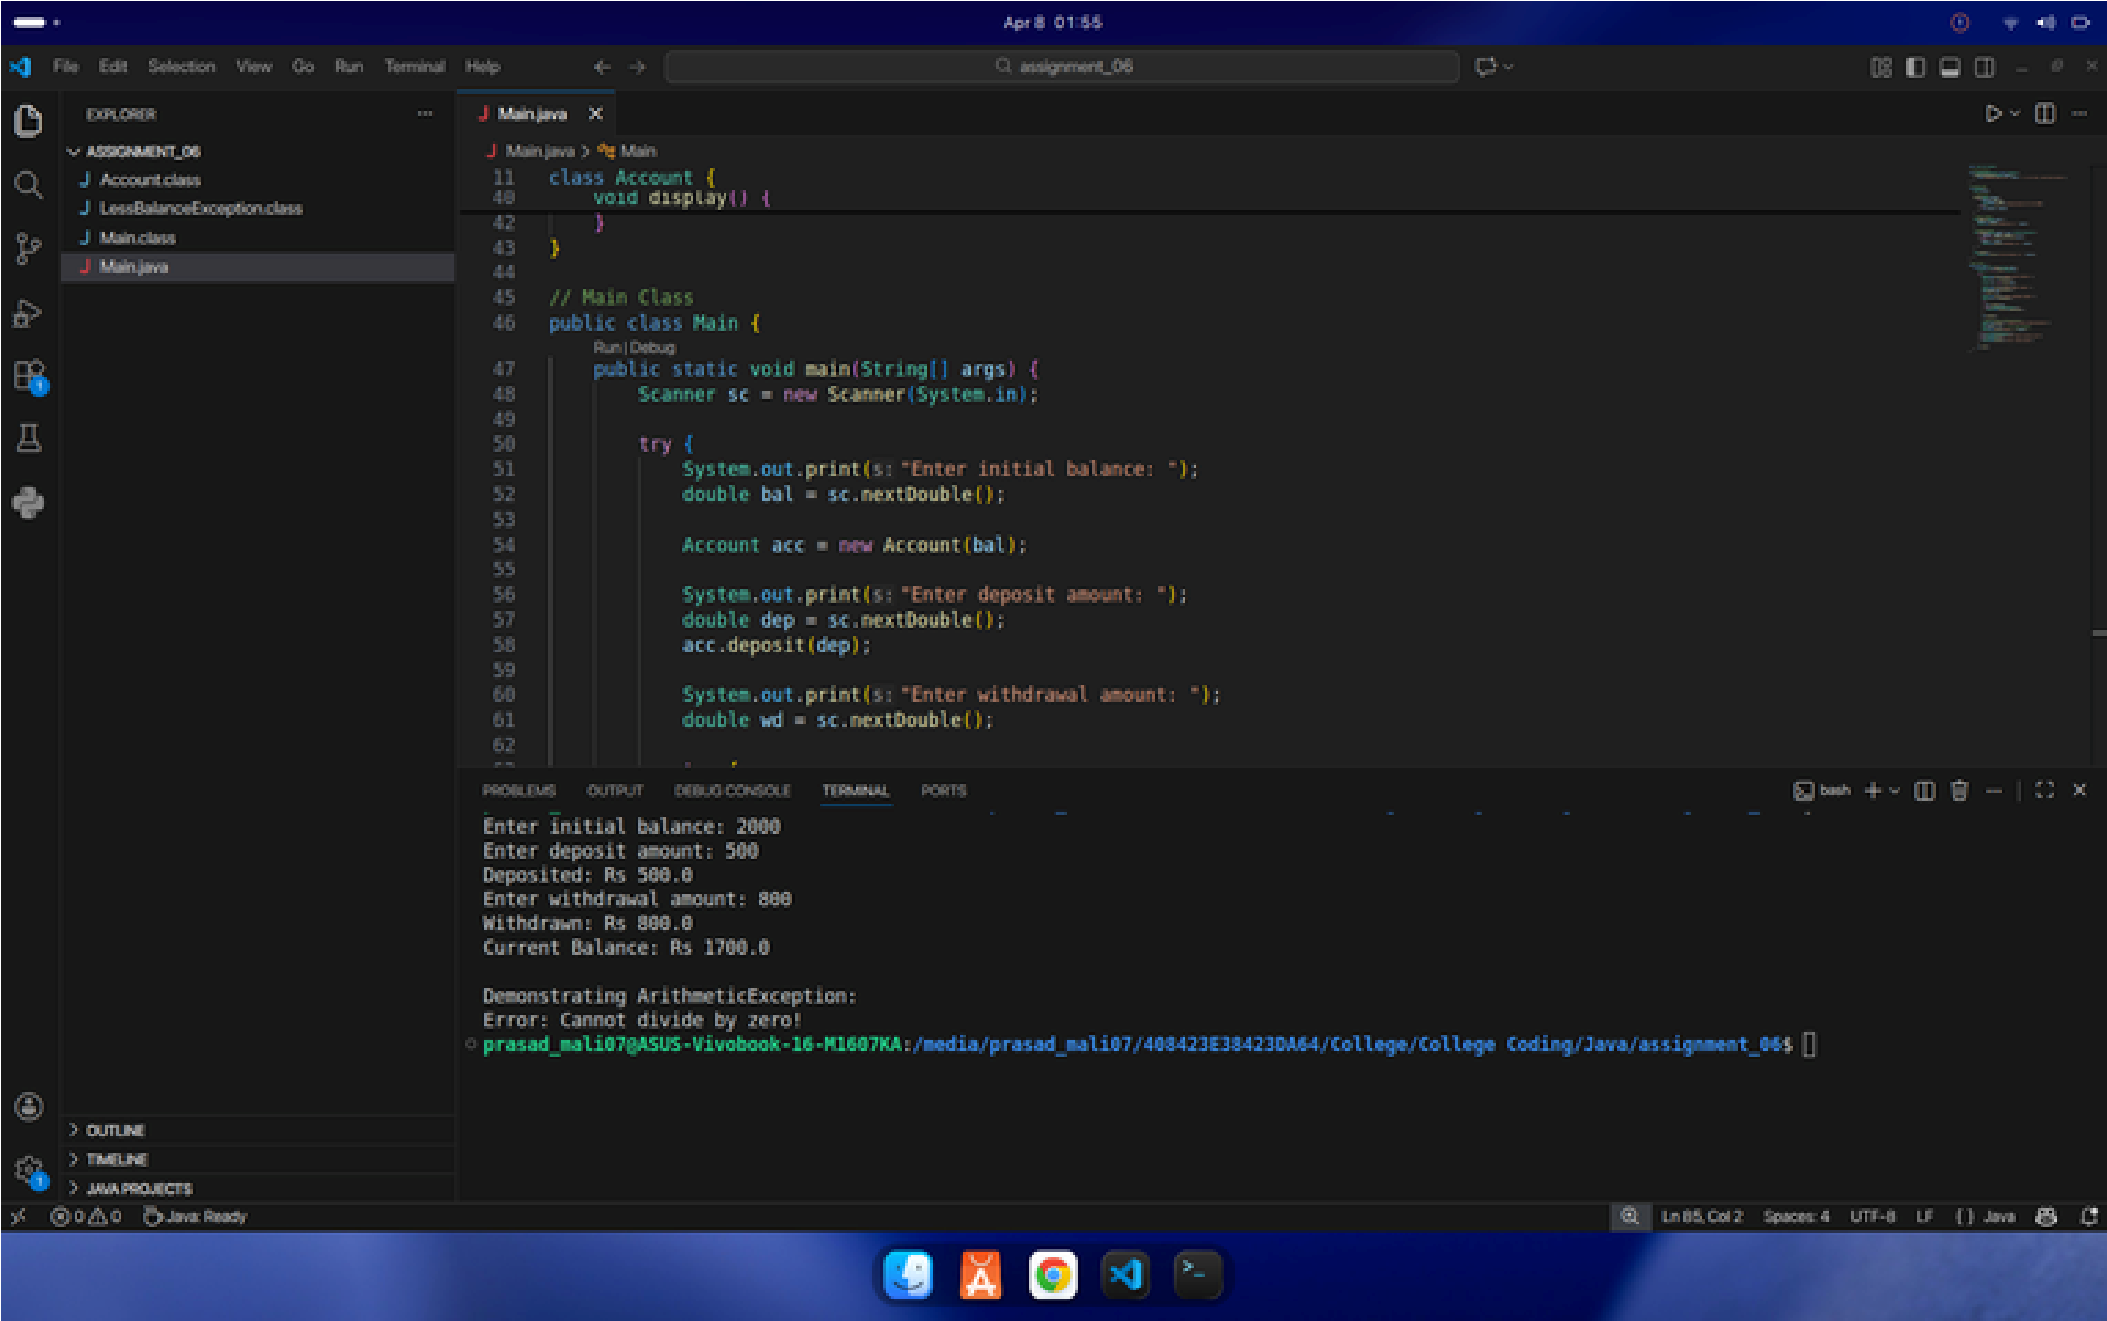 Apr 8 01:55
File Edit Selection View Go Run Terminal Help
assignment_06
EXPLORER
ASSIGNMENT_06
Account.class
LessBalanceException.class
Main.class
Main.java
OUTLINE
TIMELINE
JAVA PROJECTS
Main.java
Main.java > Main
11 class Account {
40 void display() {
42 }
43 }
44
45 // Main Class
46 public class Main {
Run | Debug
47 public static void main(String[] args) {
48 Scanner sc = new Scanner(System.in);
49
50 try {
51 System.out.print(s: "Enter initial balance: ");
52 double bal = sc.nextDouble();
53
54 Account acc = new Account(bal);
55
56 System.out.print(s: "Enter deposit amount: ");
57 double dep = sc.nextDouble();
58 acc.deposit(dep);
59
60 System.out.print(s: "Enter withdrawal amount: ");
61 double wd = sc.nextDouble();
62
PROBLEMS OUTPUT DEBUG CONSOLE TERMINAL PORTS
bash
Enter initial balance: 2000
Enter deposit amount: 500
Deposited: Rs 500.0
Enter withdrawal amount: 800
Withdrawn: Rs 800.0
Current Balance: Rs 1700.0
Demonstrating ArithmeticException:
Error: Cannot divide by zero!
prasad_mali07@ASUS-Vivobook-16-M1607KA:/media/prasad_mali07/408423E38423DA64/College/College Coding/Java/assignment_06$
0 0 Java: Ready
Ln 85, Col 2 Spaces: 4 UTF-8 LF {} Java